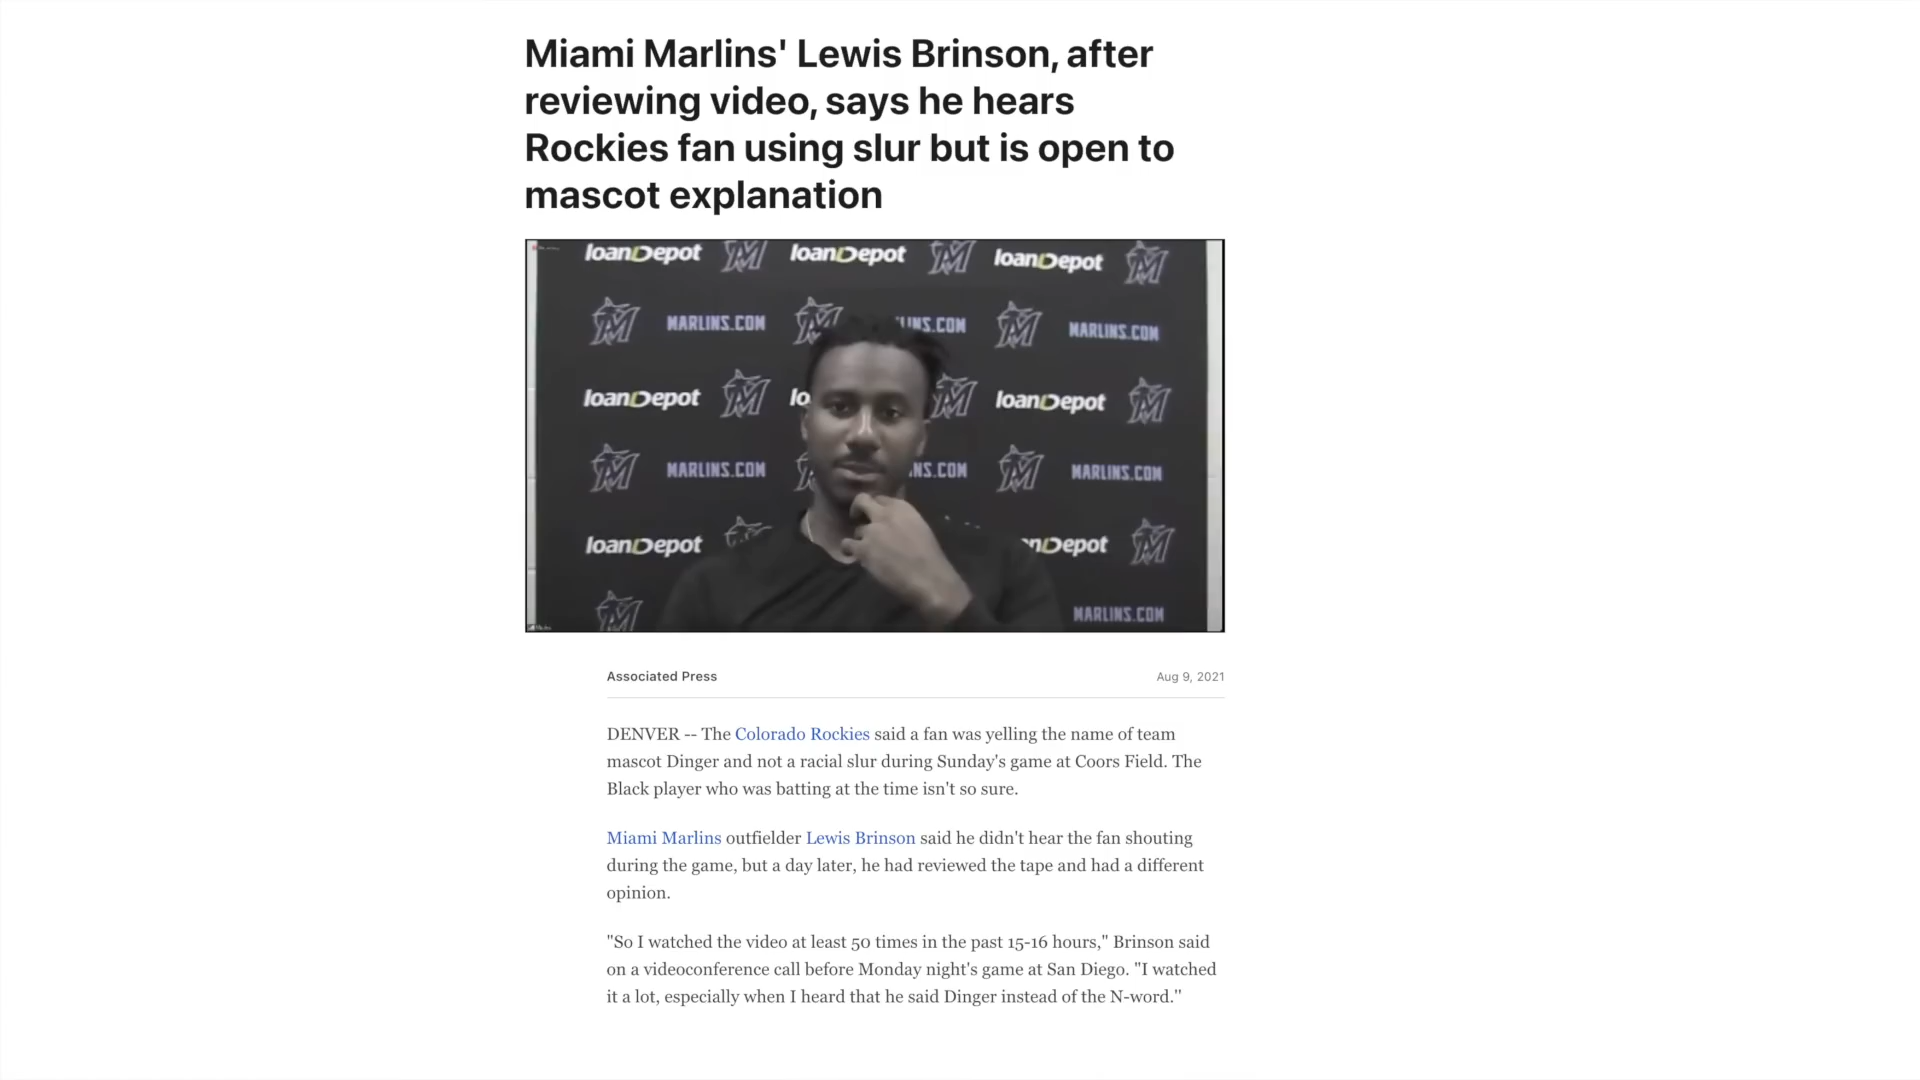 Miami Marlins' Lewis Brinson, after
reviewing video, says he hears
Rockies fan using slur but is open to
mascot explanation
loanDepot loanDepot loanDepot
MARLINS.COM INS.COM MARLINS.COM
loanDepot lo loanDepot
MARLINS.COM NS.COM MARLINS.COM
loanDepot nDepot
MARLINS.COM
Associated Press Aug 9, 2021
DENVER -- The Colorado Rockies said a fan was yelling the name of team
mascot Dinger and not a racial slur during Sunday's game at Coors Field. The
Black player who was batting at the time isn't so sure.
Miami Marlins outfielder Lewis Brinson said he didn't hear the fan shouting
during the game, but a day later, he had reviewed the tape and had a different
opinion.
"So I watched the video at least 50 times in the past 15-16 hours," Brinson said
on a videoconference call before Monday night's game at San Diego. "I watched
it a lot, especially when I heard that he said Dinger instead of the N-word."